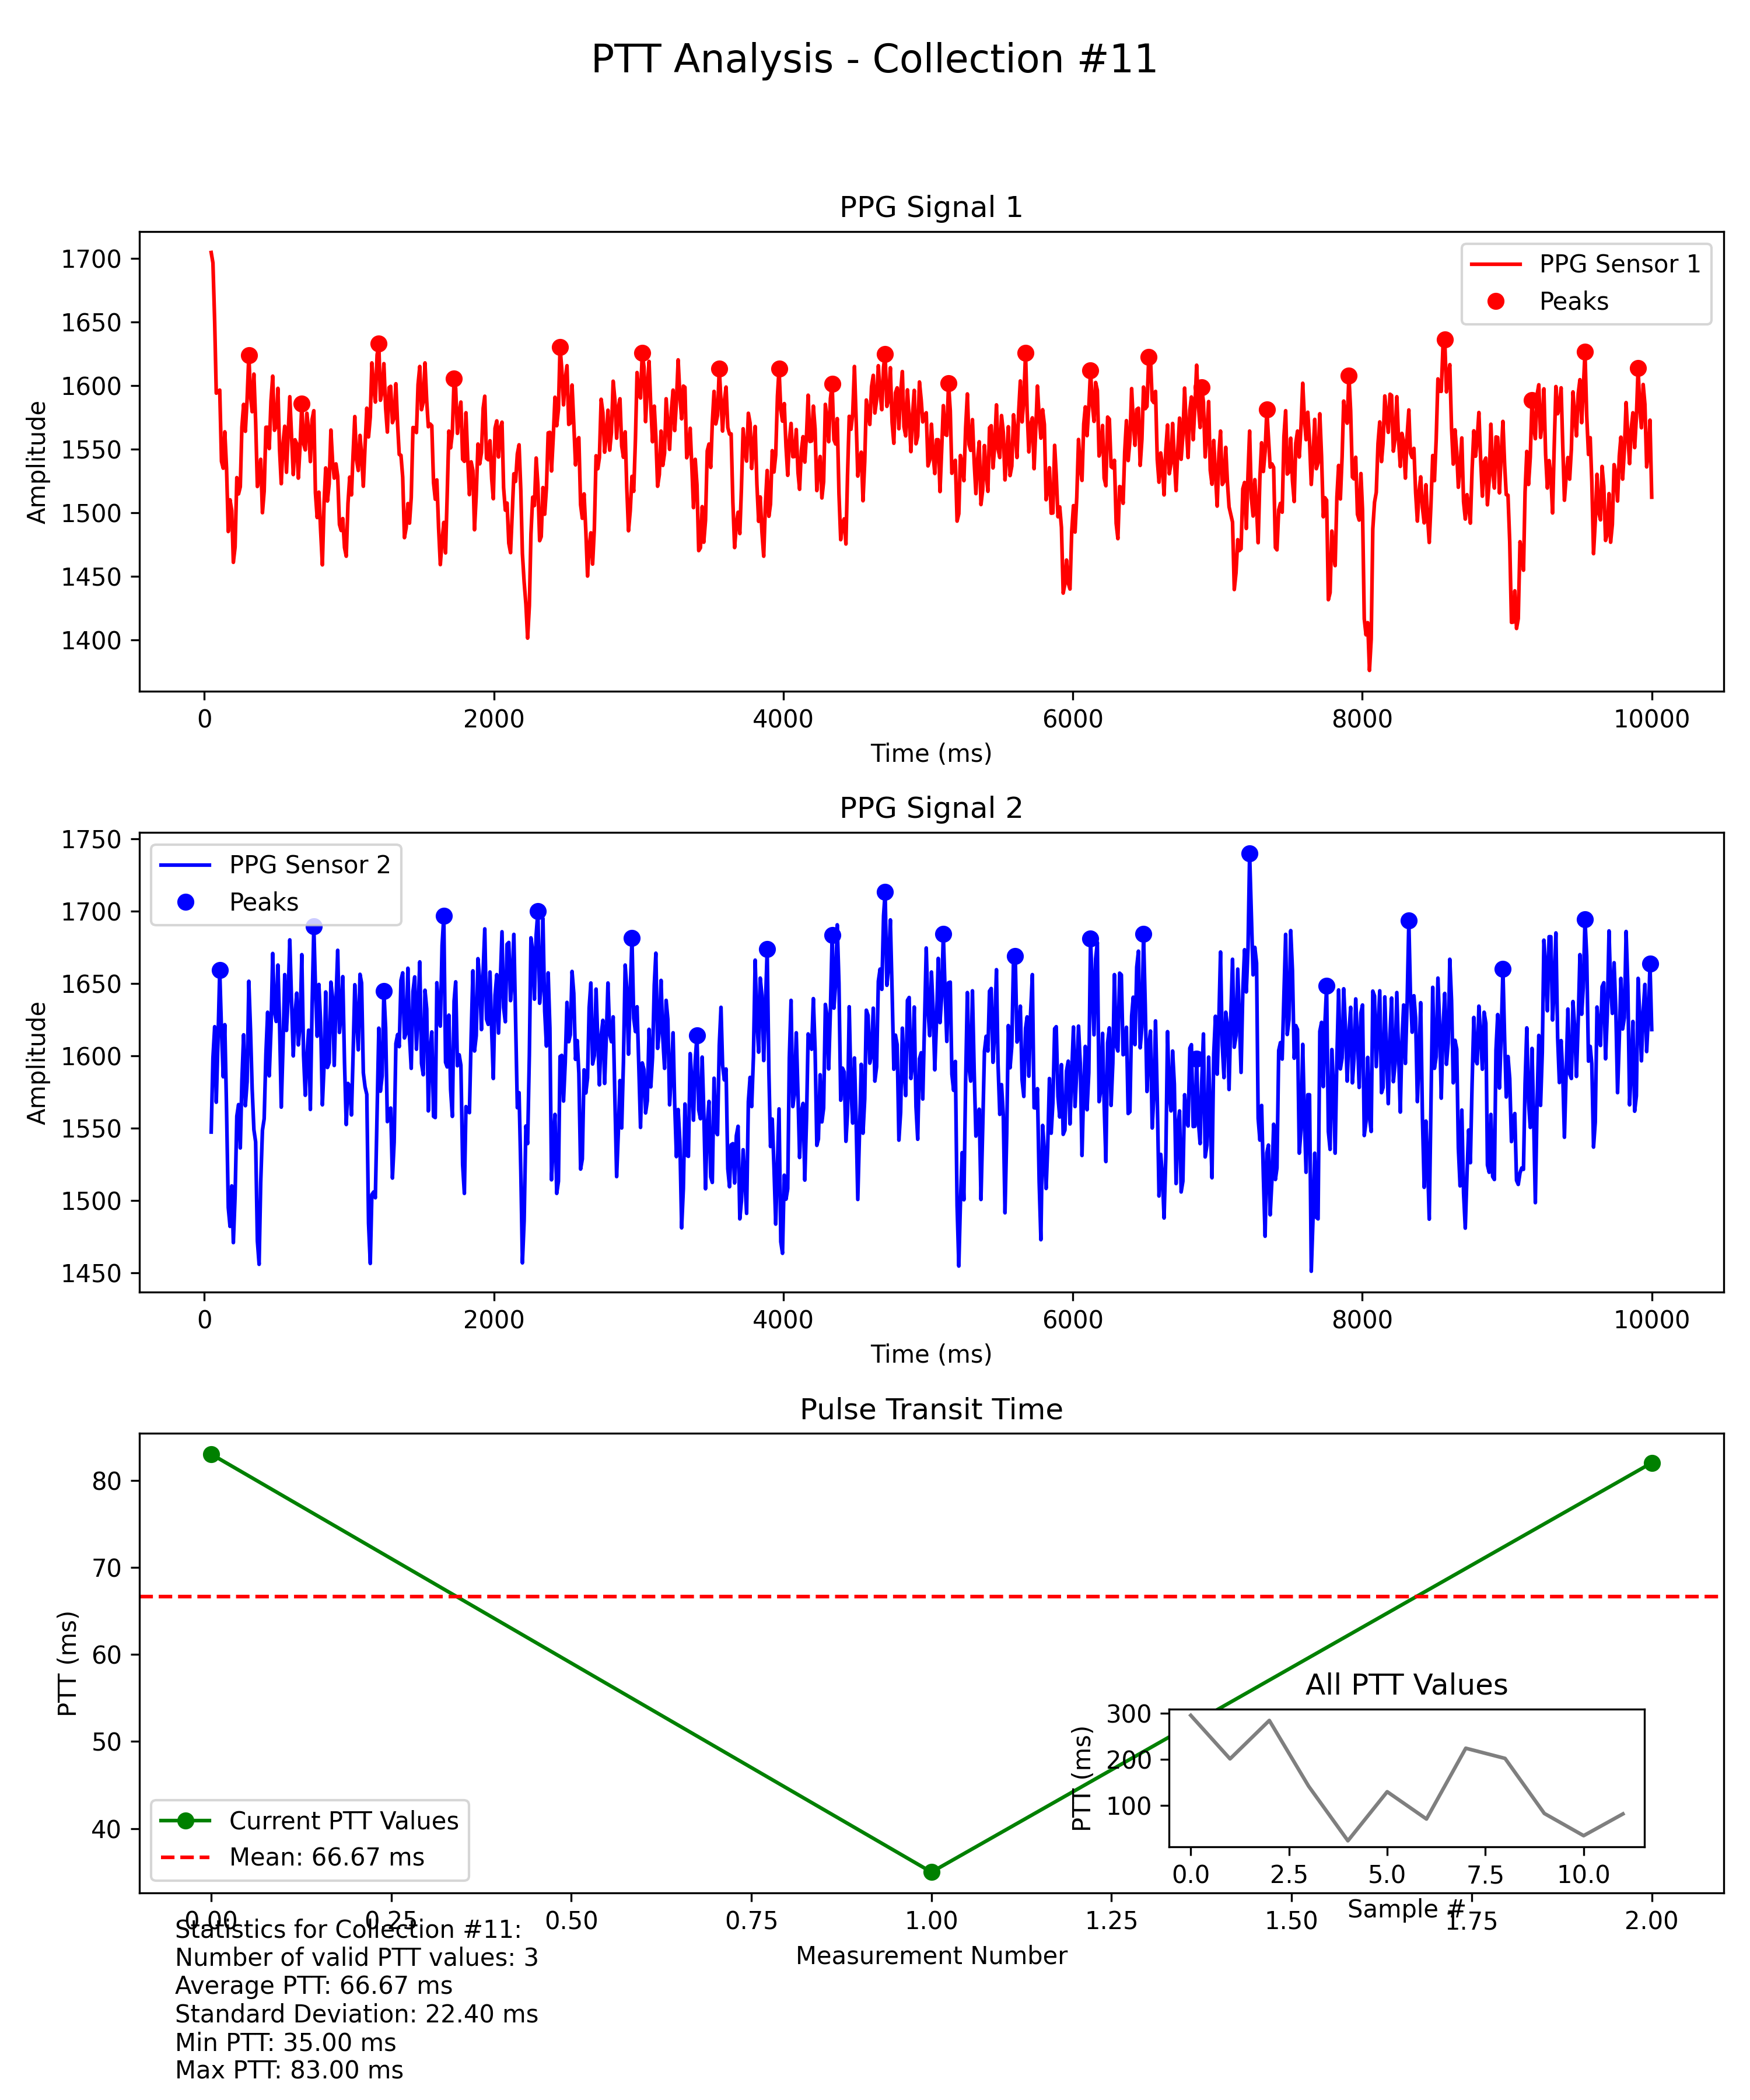 PTT Analysis - Collection #11
PPG Signal 1
1700
1650
1600
1550
1500
1450
1400
Amplitude
PPG Sensor 1
Peaks
0 2000 4000 6000 8000 10000
Time (ms)
PPG Signal 2
1750
1700
1650
1600
1550
1500
1450
Amplitude
PPG Sensor 2
Peaks
0 2000 4000 6000 8000 10000
Time (ms)
Pulse Transit Time
80
70
60
50
40
PTT (ms)
Current PTT Values
Mean: 66.67 ms
All PTT Values
300
200
100
PTT (ms)
0.0 2.5 5.0 7.5 10.0
Sample #
0.00 0.25 0.50 0.75 1.00 1.25 1.50 1.75 2.00
Measurement Number
Statistics for Collection #11:
Number of valid PTT values: 3
Average PTT: 66.67 ms
Standard Deviation: 22.40 ms
Min PTT: 35.00 ms
Max PTT: 83.00 ms